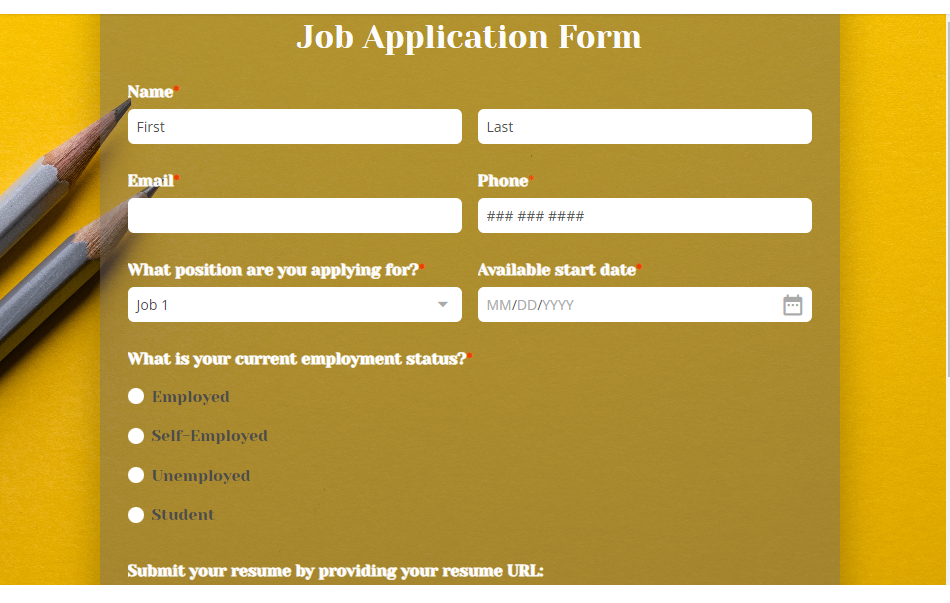 Job Application Form
Name*
First Last
Email* Phone*
### ### ####
What position are you applying for?* Available start date*
Job 1 MM/DD/YYYY
What is your current employment status?*
Employed
Self-Employed
Unemployed
Student
Submit your resume by providing your resume URL: